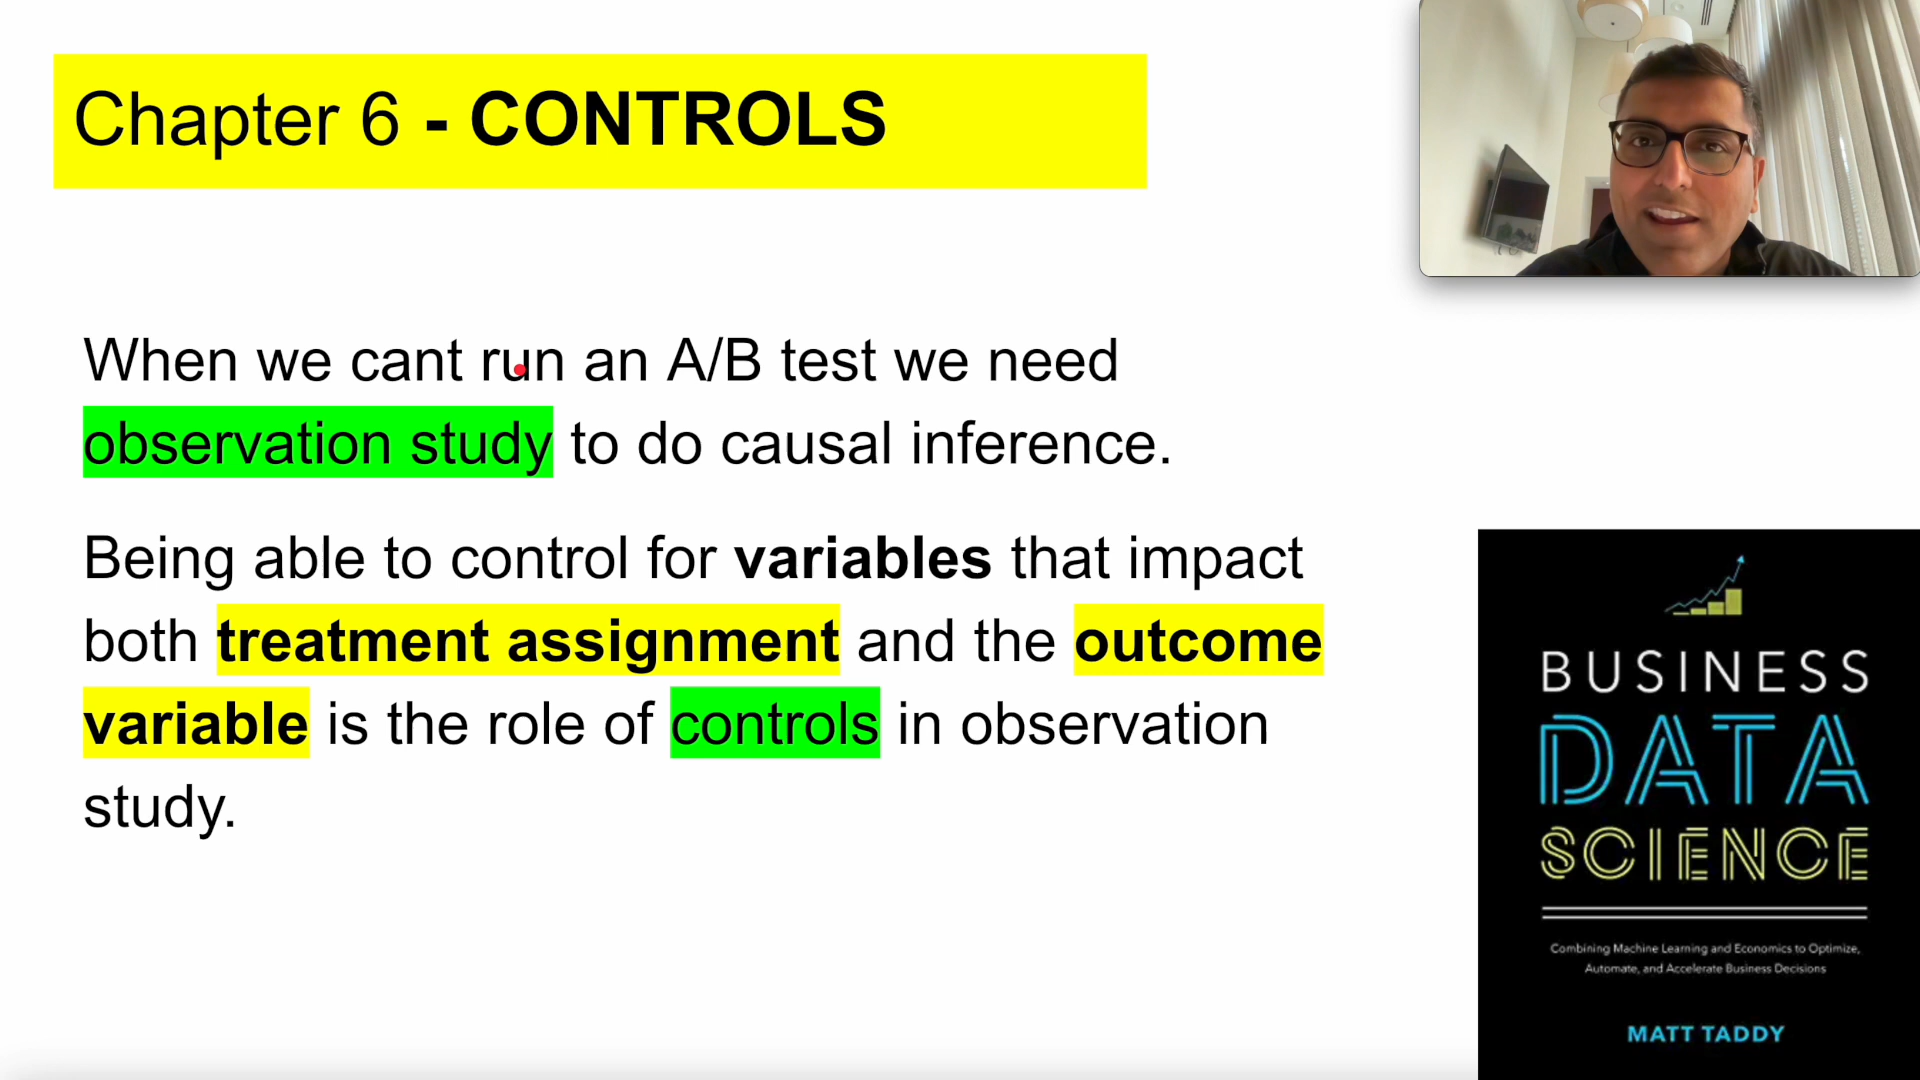 Chapter 6 - CONTROLS
When we cant run an A/B test we need
observation study to do causal inference.
Being able to control for variables that impact
both treatment assignment and the outcome
variable is the role of controls in observation
study.
BUSINESS
DATA
SCIENCE
Combining Machine Learning and Economics to Optimize,
Automate, and Accelerate Business Decisions
MATT TADDY